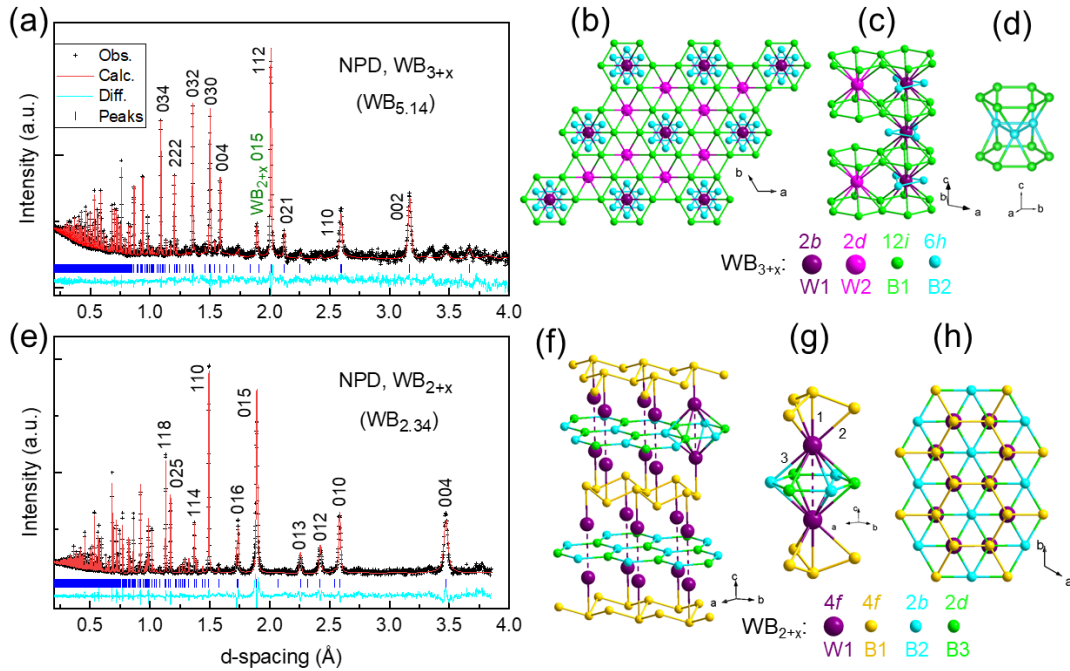 (a)
Obs.
Calc.
Diff.
Peaks
NPD, WB3+x
(WB5.14)
034
222
032
030
004
WB2+x 015
112
021
110
002
Intensity (a.u.)
0.5 1.0 1.5 2.0 2.5 3.0 3.5 4.0
(b)
b
a
(c)
c
b
a
(d)
c
a b
WB3+x:
2b 2d 12i 6h
W1 W2 B1 B2
(e)
NPD, WB2+x
(WB2.34)
118
025
114
110
016
015
013
012
010
004
Intensity (a.u.)
0.5 1.0 1.5 2.0 2.5 3.0 3.5 4.0
d-spacing (Å)
(f)
c
a b
(g)
1
2
3
c
a b
(h)
b
a
WB2+x:
4f 4f 2b 2d
W1 B1 B2 B3